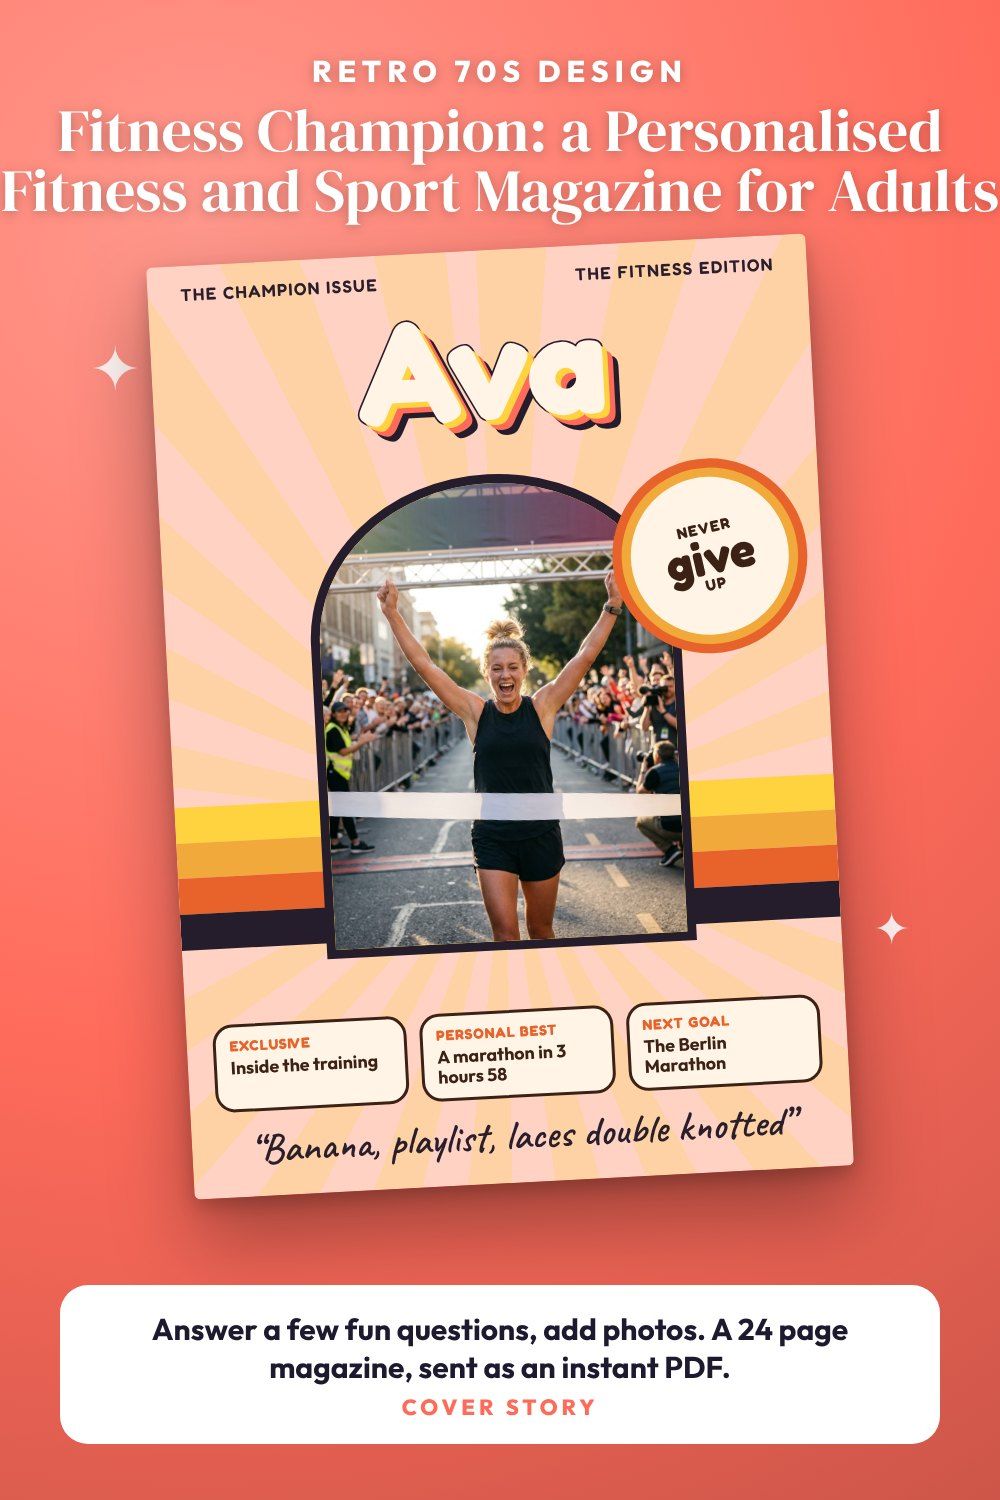 RETRO 70S DESIGN
Fitness Champion: a Personalised
Fitness and Sport Magazine for Adults
THE CHAMPION ISSUE
THE FITNESS EDITION
Ava
NEVER
give
UP
EXCLUSIVE
Inside the training
PERSONAL BEST
A marathon in 3
hours 58
NEXT GOAL
The Berlin
Marathon
“Banana, playlist, laces double knotted”
Answer a few fun questions, add photos. A 24 page
magazine, sent as an instant PDF.
COVER STORY